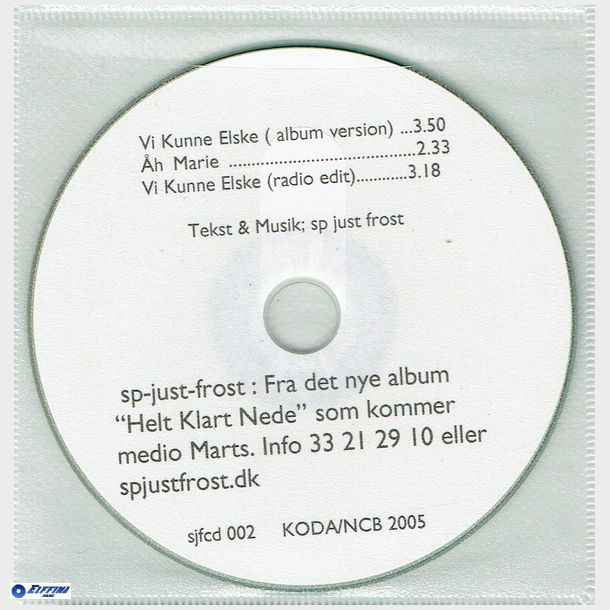 Vi Kunne Elske ( album version) ...3.50
Åh Marie ........................................2.33
Vi Kunne Elske (radio edit)............3.18
Tekst & Musik; sp just frost
sp-just-frost : Fra det nye album
“Helt Klart Nede” som kommer
medio Marts. Info 33 21 29 10 eller
spjustfrost.dk
sjfcd 002 KODA/NCB 2005